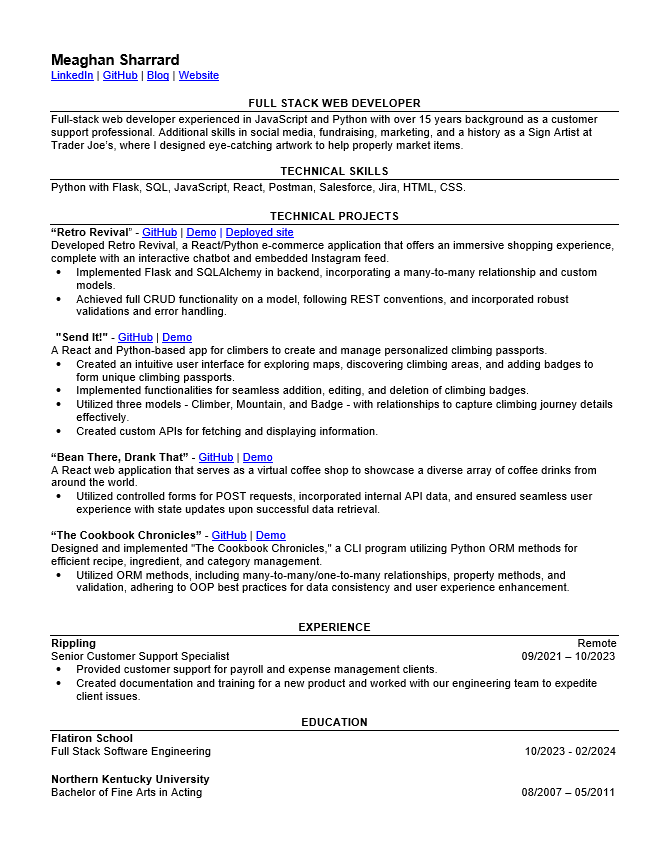 Meaghan Sharrard
LinkedIn | GitHub | Blog | Website
FULL STACK WEB DEVELOPER
Full-stack web developer experienced in JavaScript and Python with over 15 years background as a customer
support professional. Additional skills in social media, fundraising, marketing, and a history as a Sign Artist at
Trader Joe's, where I designed eye-catching artwork to help properly market items.
TECHNICAL SKILLS
Python with Flask, SQL, JavaScript, React, Postman, Salesforce, Jira, HTML, CSS.
TECHNICAL PROJECTS
“Retro Revival” - GitHub | Demo | Deployed site
Developed Retro Revival, a React/Python e-commerce application that offers an immersive shopping experience,
complete with an interactive chatbot and embedded Instagram feed.
• Implemented Flask and SQLAlchemy in backend, incorporating a many-to-many relationship and custom
models.
• Achieved full CRUD functionality on a model, following REST conventions, and incorporated robust
validations and error handling.
"Send It!" - GitHub | Demo
A React and Python-based app for climbers to create and manage personalized climbing passports.
• Created an intuitive user interface for exploring maps, discovering climbing areas, and adding badges to
form unique climbing passports.
• Implemented functionalities for seamless addition, editing, and deletion of climbing badges.
• Utilized three models - Climber, Mountain, and Badge - with relationships to capture climbing journey details
effectively.
• Created custom APIs for fetching and displaying information.
“Bean There, Drank That” - GitHub | Demo
A React web application that serves as a virtual coffee shop to showcase a diverse array of coffee drinks from
around the world.
• Utilized controlled forms for POST requests, incorporated internal API data, and ensured seamless user
experience with state updates upon successful data retrieval.
“The Cookbook Chronicles” - GitHub | Demo
Designed and implemented "The Cookbook Chronicles," a CLI program utilizing Python ORM methods for
efficient recipe, ingredient, and category management.
• Utilized ORM methods, including many-to-many/one-to-many relationships, property methods, and
validation, adhering to OOP best practices for data consistency and user experience enhancement.
EXPERIENCE
Rippling Remote
Senior Customer Support Specialist 09/2021 – 10/2023
• Provided customer support for payroll and expense management clients.
• Created documentation and training for a new product and worked with our engineering team to expedite
client issues.
EDUCATION
Flatiron School
Full Stack Software Engineering 10/2023 - 02/2024
Northern Kentucky University
Bachelor of Fine Arts in Acting 08/2007 – 05/2011